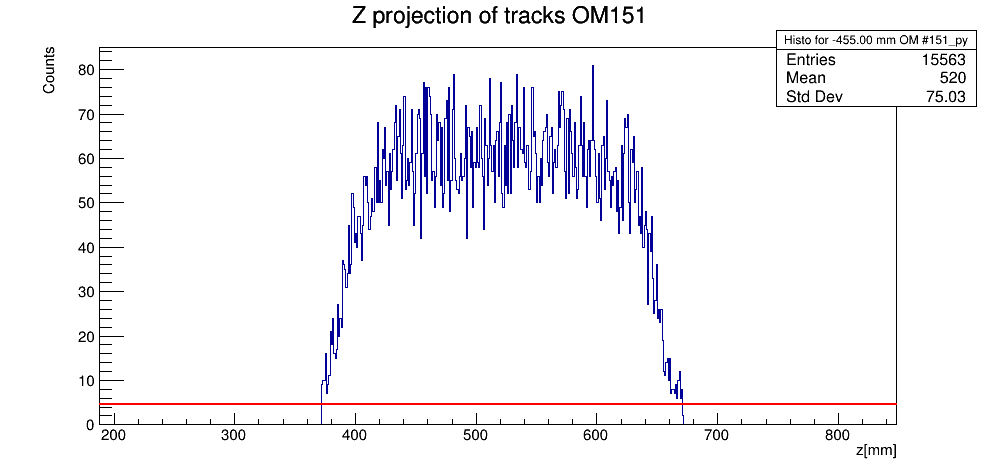 Z projection of tracks OM151
Histo for -455.00 mm OM #151_py
Entries 15563
Mean 520
Std Dev 75.03
Counts
80
70
60
50
40
30
20
10
0
200 300 400 500 600 700 800
z[mm]